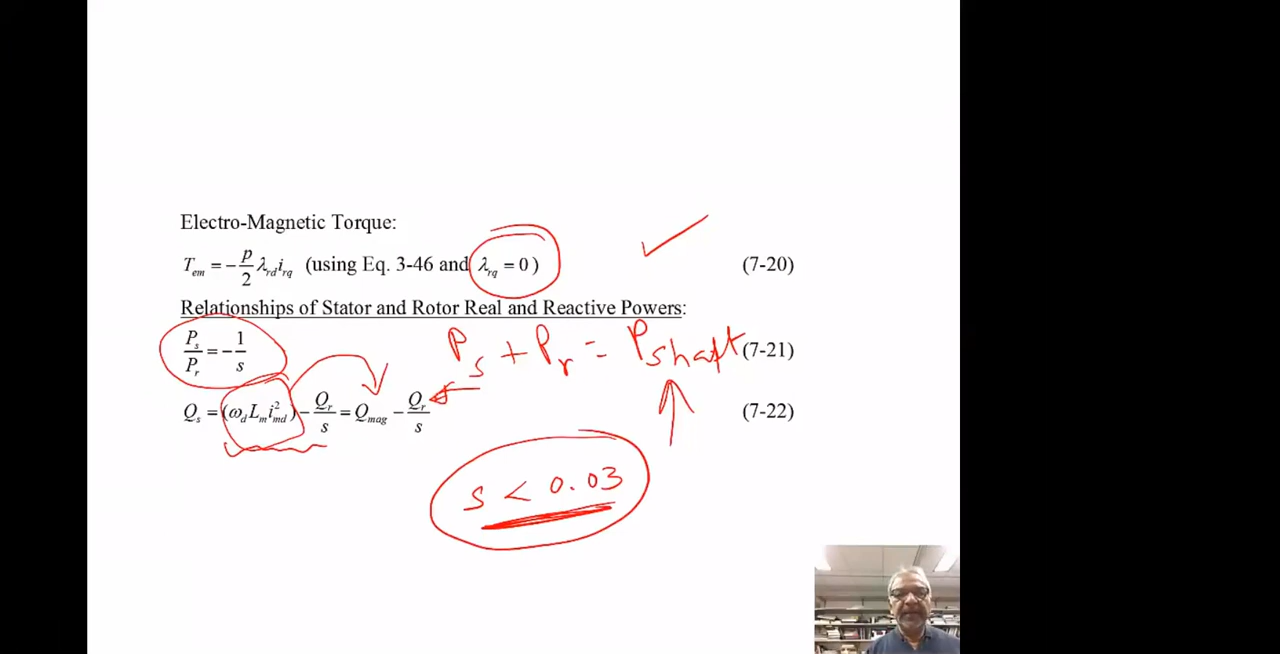 Electro-Magnetic Torque:
T_em = - p/2 λ_rd i_rq (using Eq. 3-46 and λ_rq = 0) (7-20)
Relationships of Stator and Rotor Real and Reactive Powers:
P_s/P_r = - 1/s (7-21)
P_s + P_r = P_shaft
Q_s = (ω_d L_m i²_md) - Q_r/s = Q_mag - Q_r/s (7-22)
s < 0.03